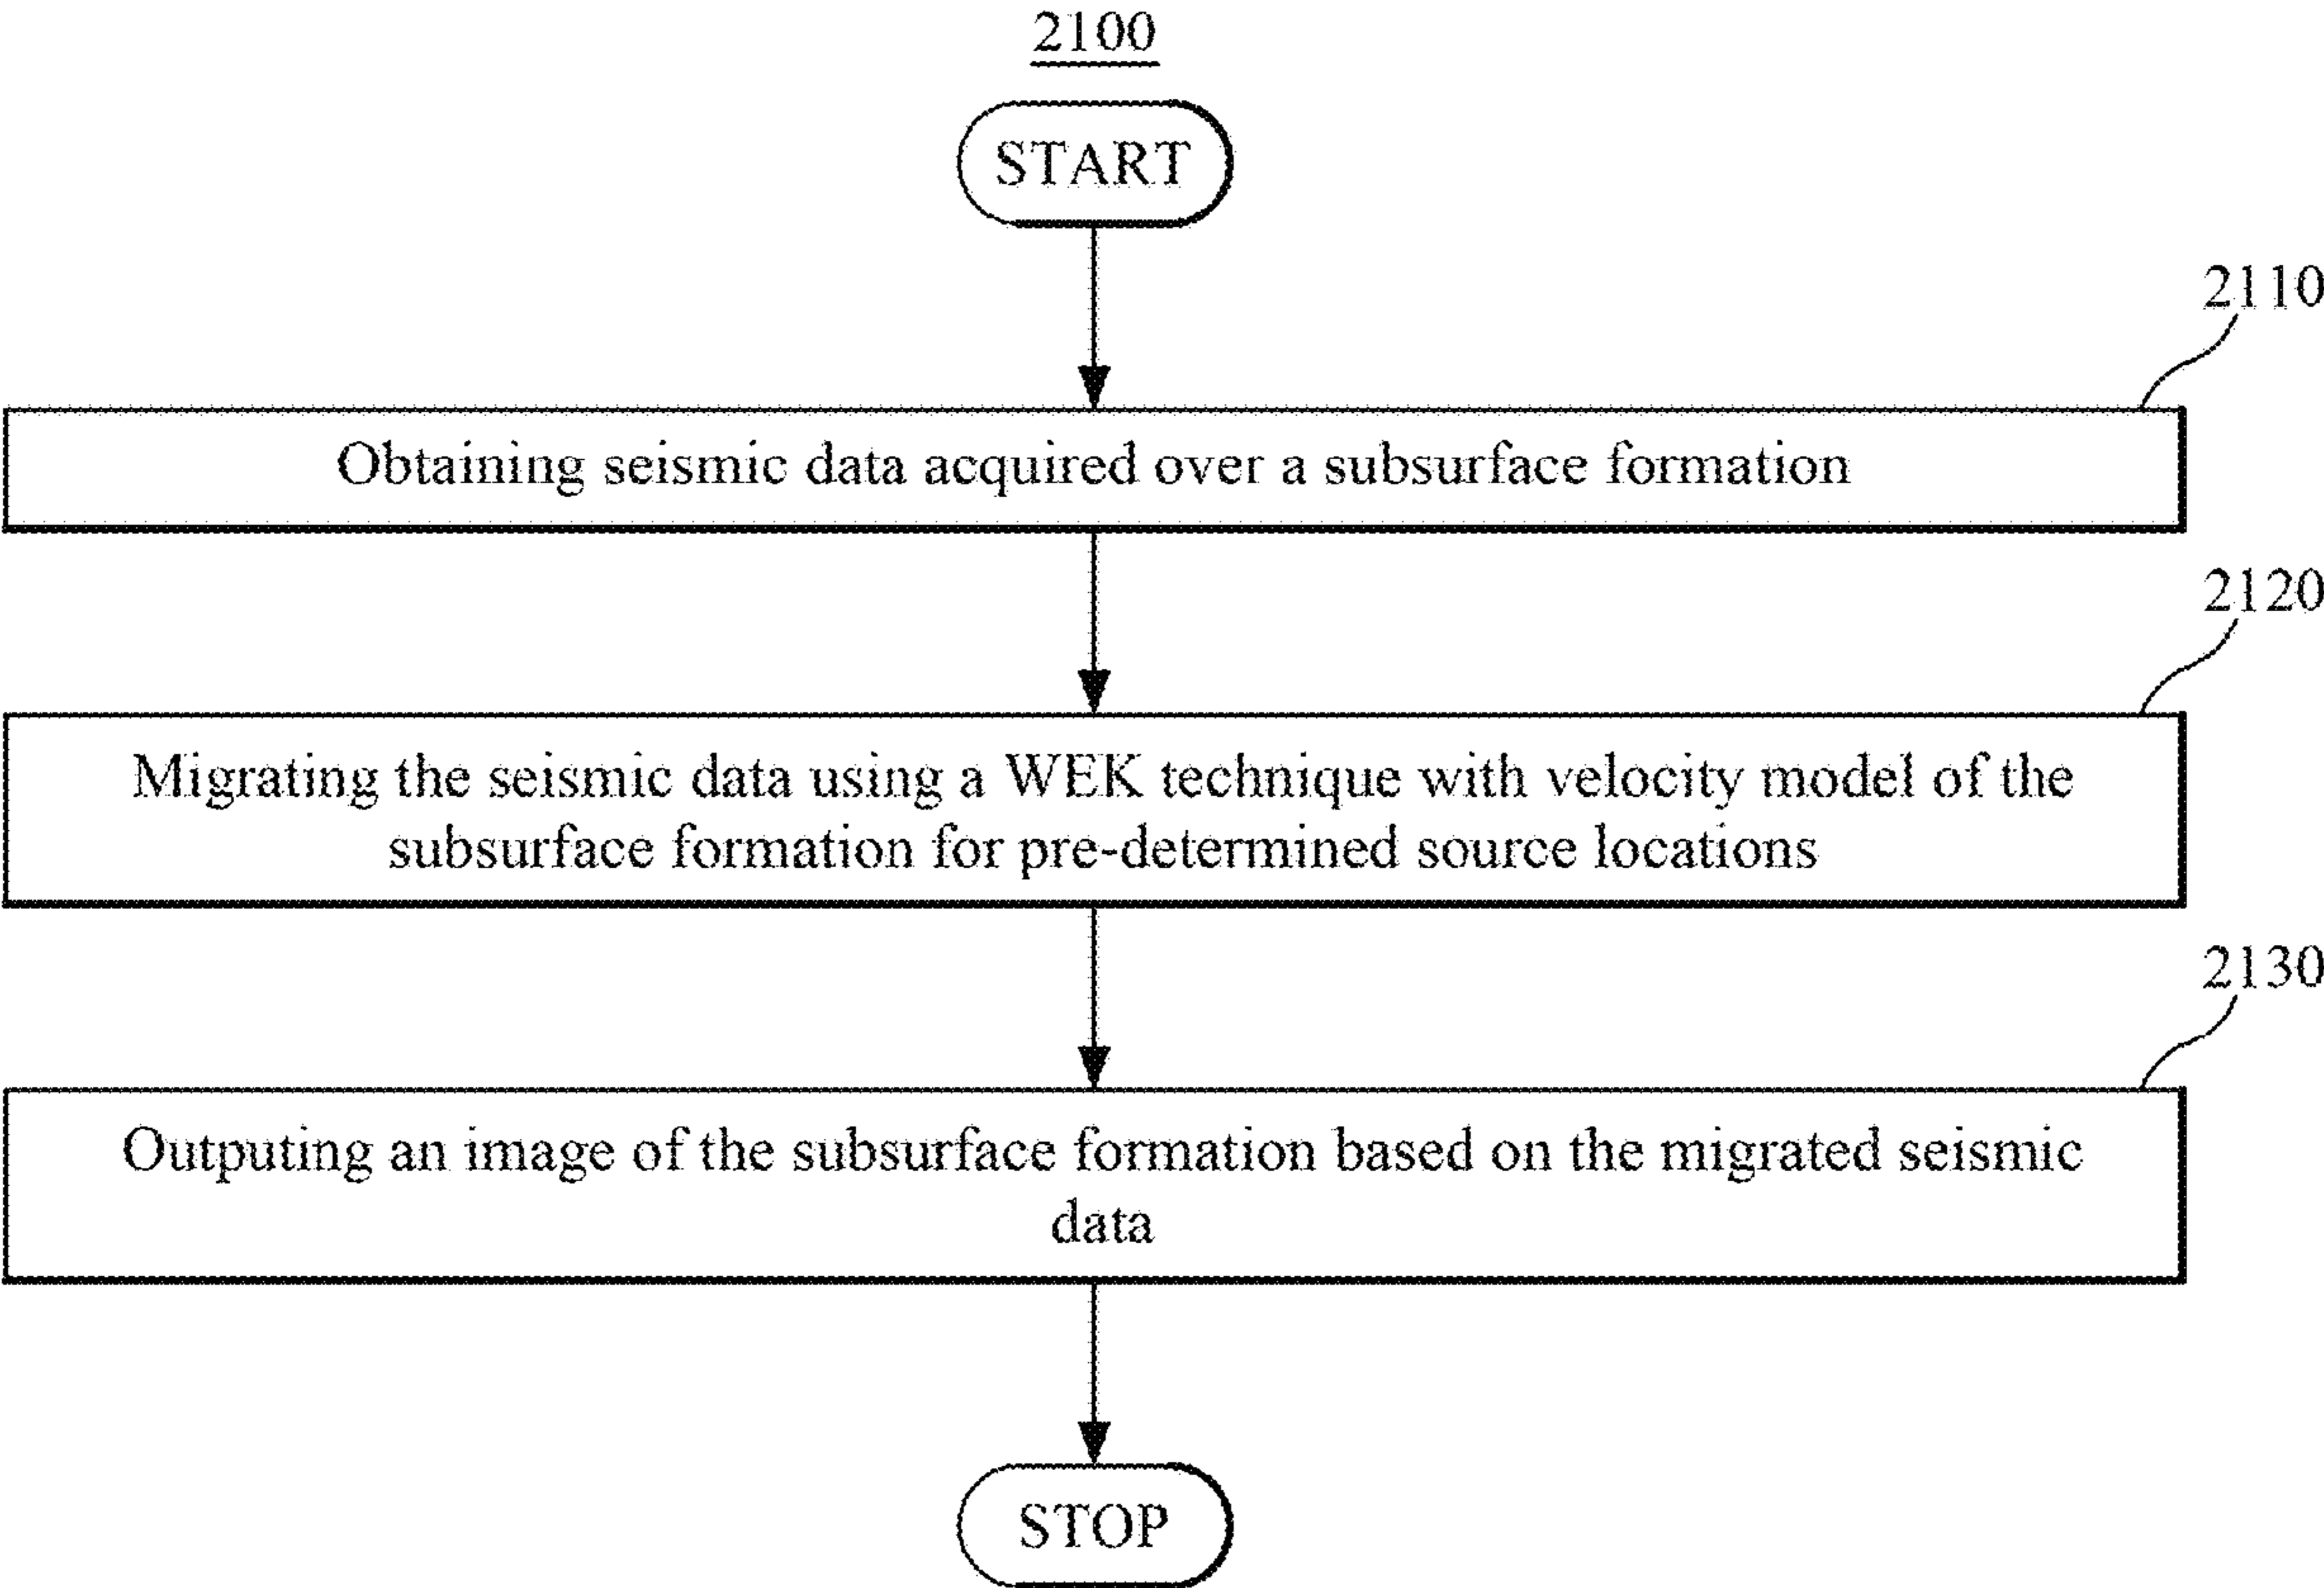 2100
START
2110
Obtaining seismic data acquired over a subsurface formation
2120
Migrating the seismic data using a WEK technique with velocity model of the
subsurface formation for pre-determined source locations
2130
Outputing an image of the subsurface formation based on the migrated seismic
data
STOP